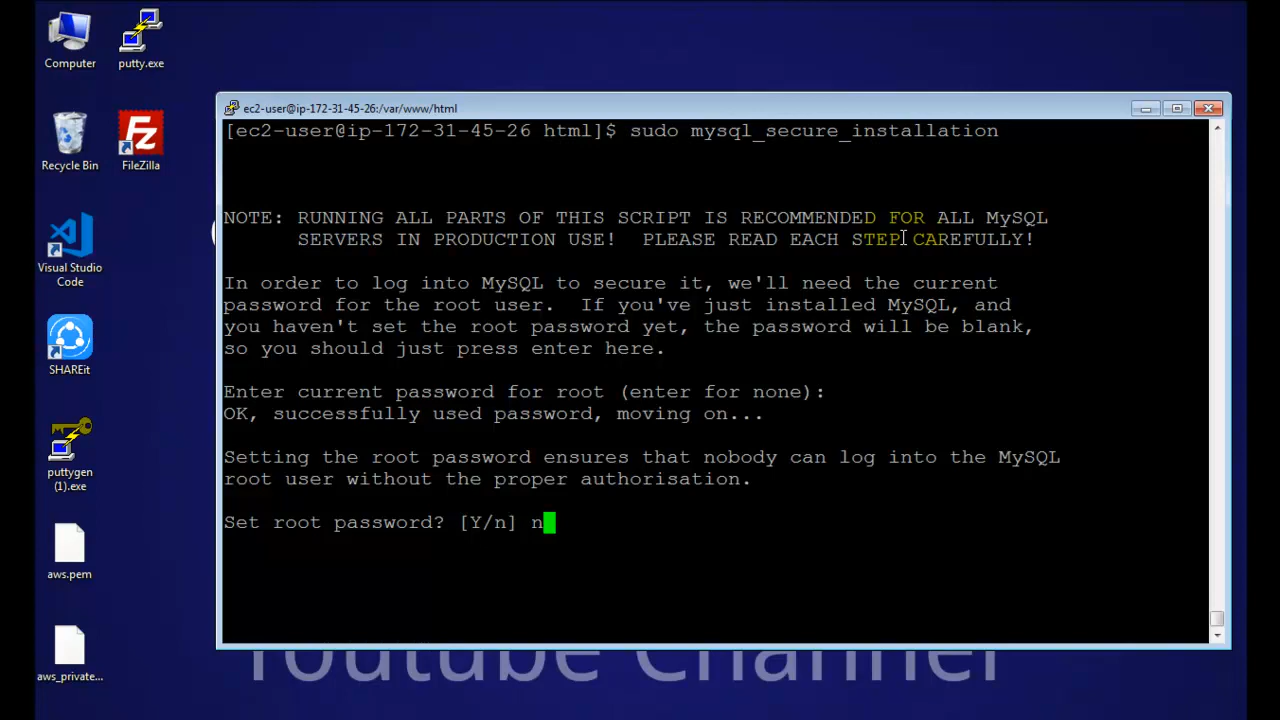 Computer
putty.exe
Recycle Bin
FileZilla
Visual Studio
Code
SHAREit
puttygen
(1).exe
aws.pem
aws_private...
ec2-user@ip-172-31-45-26:/var/www/html
[ec2-user@ip-172-31-45-26 html]$ sudo mysql_secure_installation
NOTE: RUNNING ALL PARTS OF THIS SCRIPT IS RECOMMENDED FOR ALL MySQL
SERVERS IN PRODUCTION USE!  PLEASE READ EACH STEP CAREFULLY!
In order to log into MySQL to secure it, we'll need the current
password for the root user.  If you've just installed MySQL, and
you haven't set the root password yet, the password will be blank,
so you should just press enter here.
Enter current password for root (enter for none):
OK, successfully used password, moving on...
Setting the root password ensures that nobody can log into the MySQL
root user without the proper authorisation.
Set root password? [Y/n] n
Youtube Channel